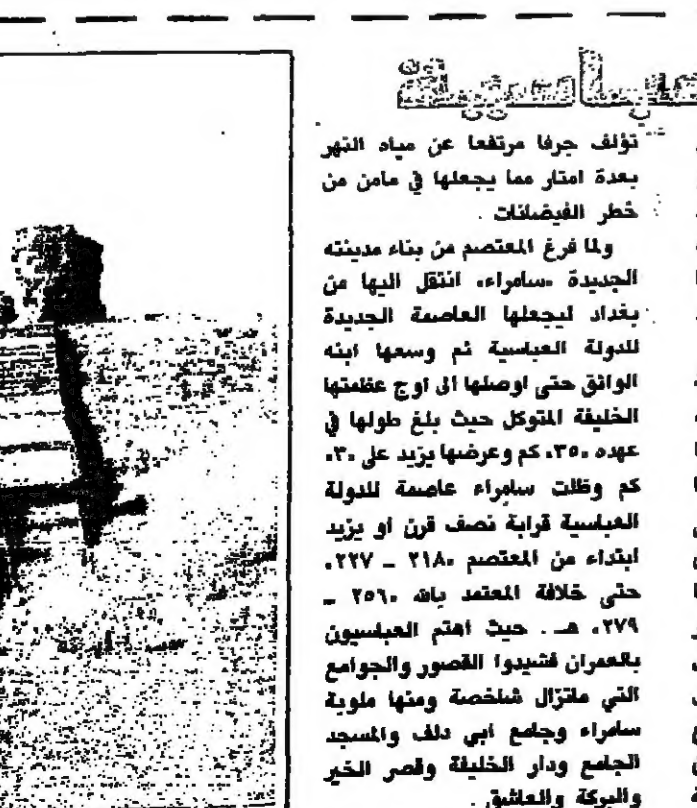 تؤلف جرفا مرتفعا عن مياه النهر
بعدة امتار مما يجعلها في مامن من
خطر الفيضانات .
ولما فرغ المعتصم من بناء مدينته
الجديدة «سامراء» انتقل اليها من
بغداد ليجعلها العاصمة الجديدة
للدولة العباسية ثم وسعها ابنه
الواثق حتى اوصلها الى اوج عظمتها
الخليفة المتوكل حيث بلغ طولها في
عهده «٣٥» كم وعرضها يزيد على «٣»
كم وظلت سامراء عاصمة للدولة
العباسية قرابة نصف قرن او يزيد
ابتداء من المعتصم «٢١٨ ـ ٢٢٧»
حتى خلافة المعتمد بالله «٢٥٦ ـ
٢٧٩» هـ . حيث اهتم العباسيون
بالعمران فشيدوا القصور والجوامع
التي ماتزال شاخصة ومنها ملوية
سامراء وجامع ابي دلف والمسجد
الجامع ودار الخليفة وقصر الخير
والبركة والعاشق .